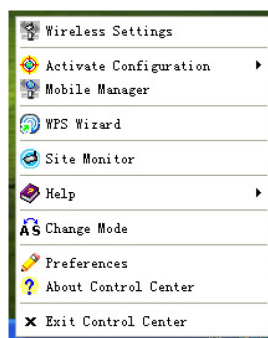 Wireless Settings
Activate Configuration
Mobile Manager
WPS Wizard
Site Monitor
Help
AS Change Mode
Preferences
About Control Center
Exit Control Center